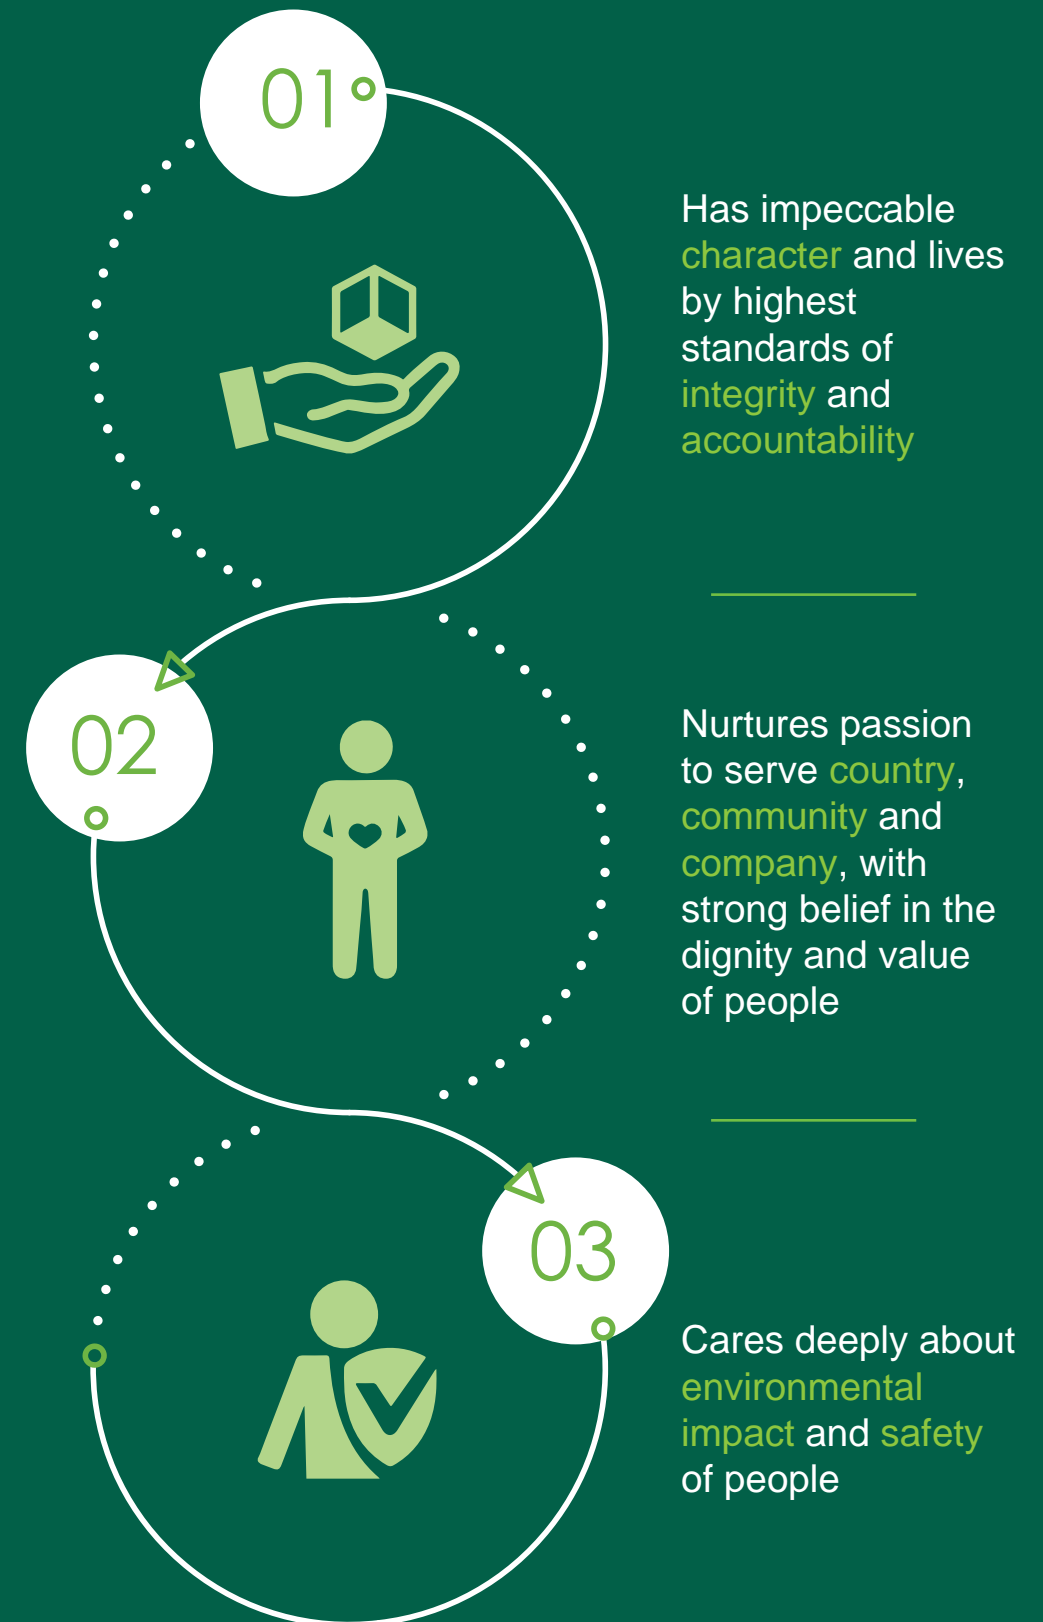 01
Has impeccable
character and lives
by highest
standards of
integrity and
accountability
02
Nurtures passion
to serve country,
community and
company, with
strong belief in the
dignity and value
of people
03
Cares deeply about
environmental
impact and safety
of people